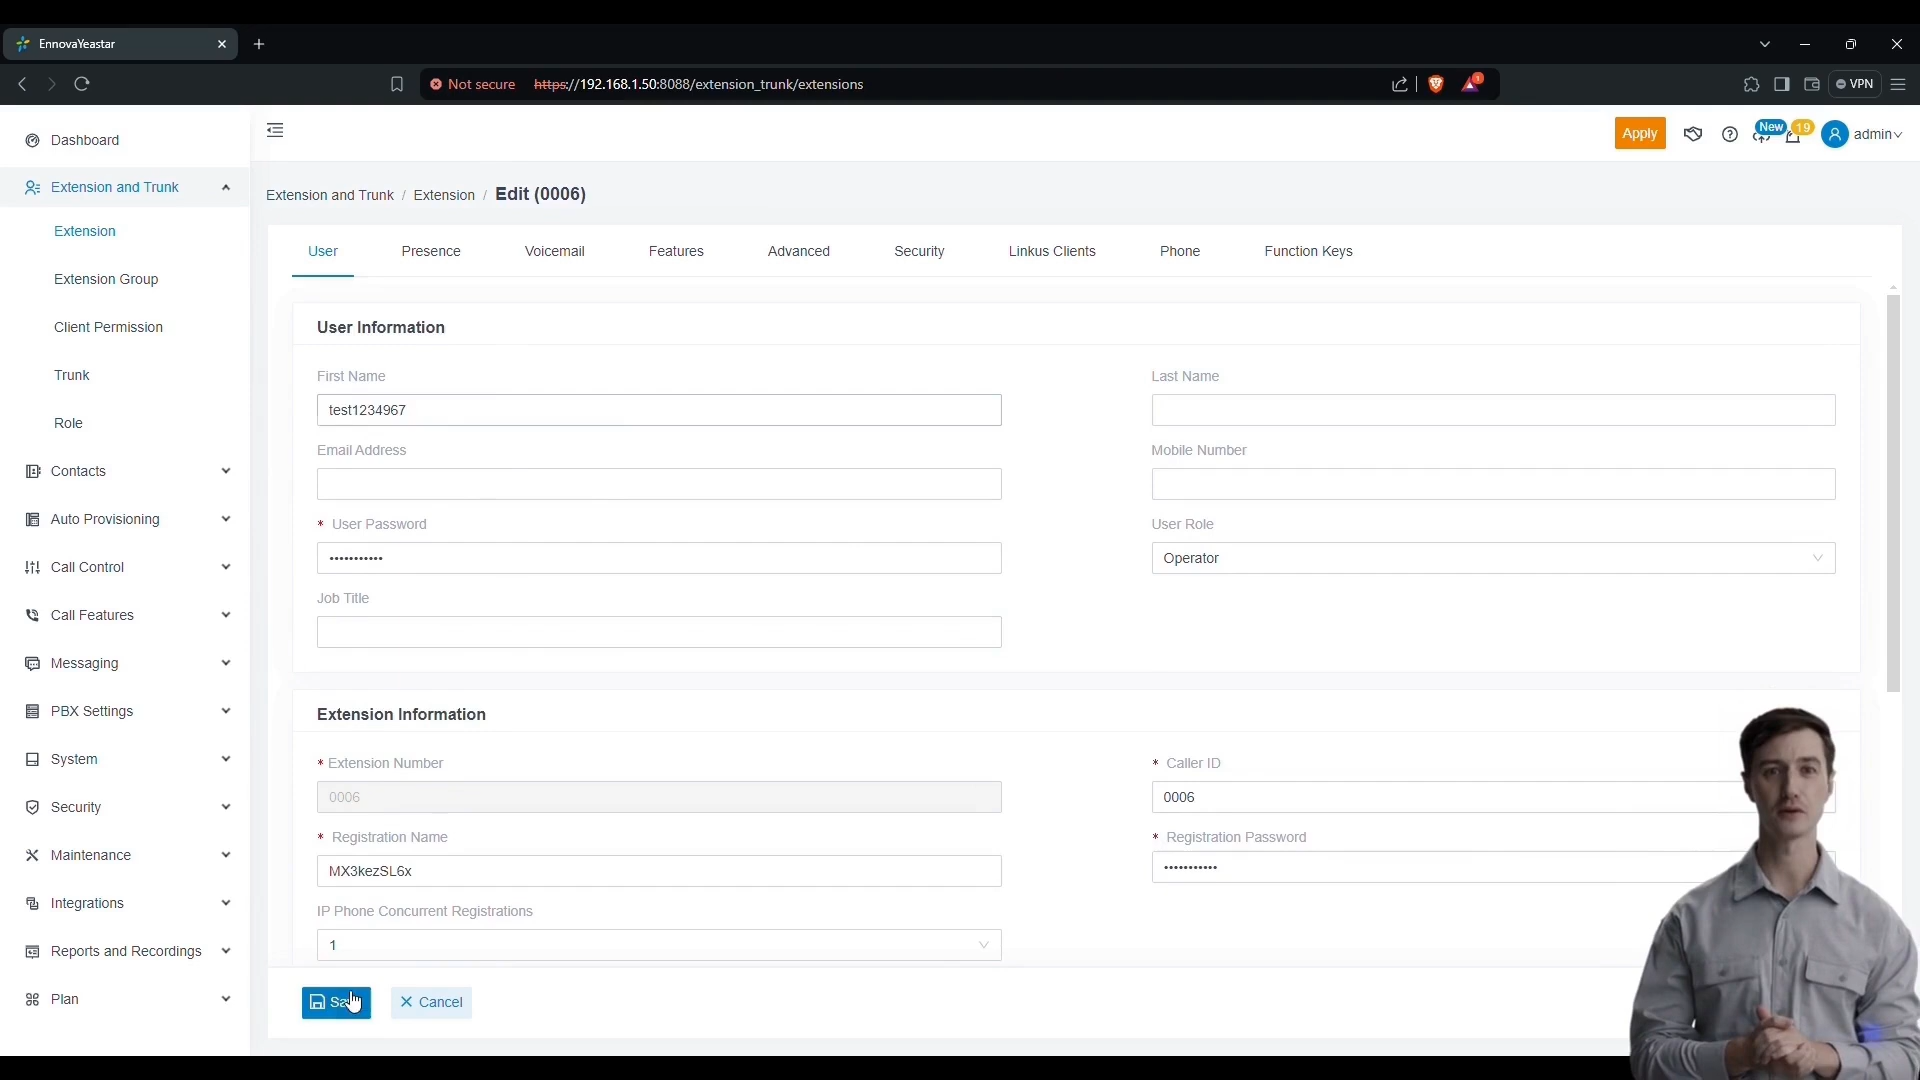 EnnovaYeastar
Not secure https://192.168.1.50:8088/extension_trunk/extensions
1
VPN
Dashboard
Apply
New
19
admin
Extension and Trunk
Extension and Trunk / Extension / Edit (0006)
Extension
Extension Group
Client Permission
Trunk
Role
Contacts
Auto Provisioning
Call Control
Call Features
Messaging
PBX Settings
System
Security
Maintenance
Integrations
Reports and Recordings
Plan
User
Presence
Voicemail
Features
Advanced
Security
Linkus Clients
Phone
Function Keys
User Information
First Name
test1234967
Last Name
Email Address
Mobile Number
* User Password
•••••••••••
User Role
Operator
Job Title
Extension Information
* Extension Number
0006
* Caller ID
0006
* Registration Name
MX3kezSL6x
* Registration Password
•••••••••••
IP Phone Concurrent Registrations
1
Cancel